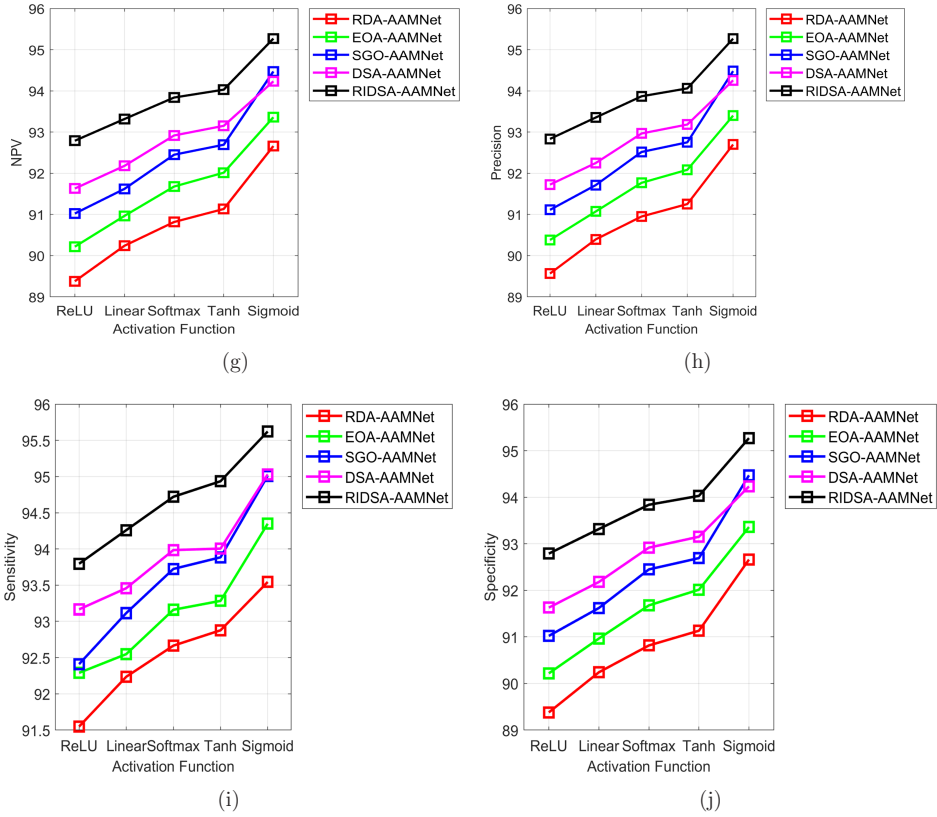 96
95
94
93
92
91
90
89
NPV
ReLU Linear Softmax Tanh Sigmoid
Activation Function
RDA-AAMNet
EOA-AAMNet
SGO-AAMNet
DSA-AAMNet
RIDSA-AAMNet
(g)
96
95
94
93
92
91
90
89
Precision
ReLU Linear Softmax Tanh Sigmoid
Activation Function
RDA-AAMNet
EOA-AAMNet
SGO-AAMNet
DSA-AAMNet
RIDSA-AAMNet
(h)
96
95.5
95
94.5
94
93.5
93
92.5
92
91.5
Sensitivity
ReLU Linear Softmax Tanh Sigmoid
Activation Function
RDA-AAMNet
EOA-AAMNet
SGO-AAMNet
DSA-AAMNet
RIDSA-AAMNet
(i)
96
95
94
93
92
91
90
89
Specificity
ReLU Linear Softmax Tanh Sigmoid
Activation Function
RDA-AAMNet
EOA-AAMNet
SGO-AAMNet
DSA-AAMNet
RIDSA-AAMNet
(j)